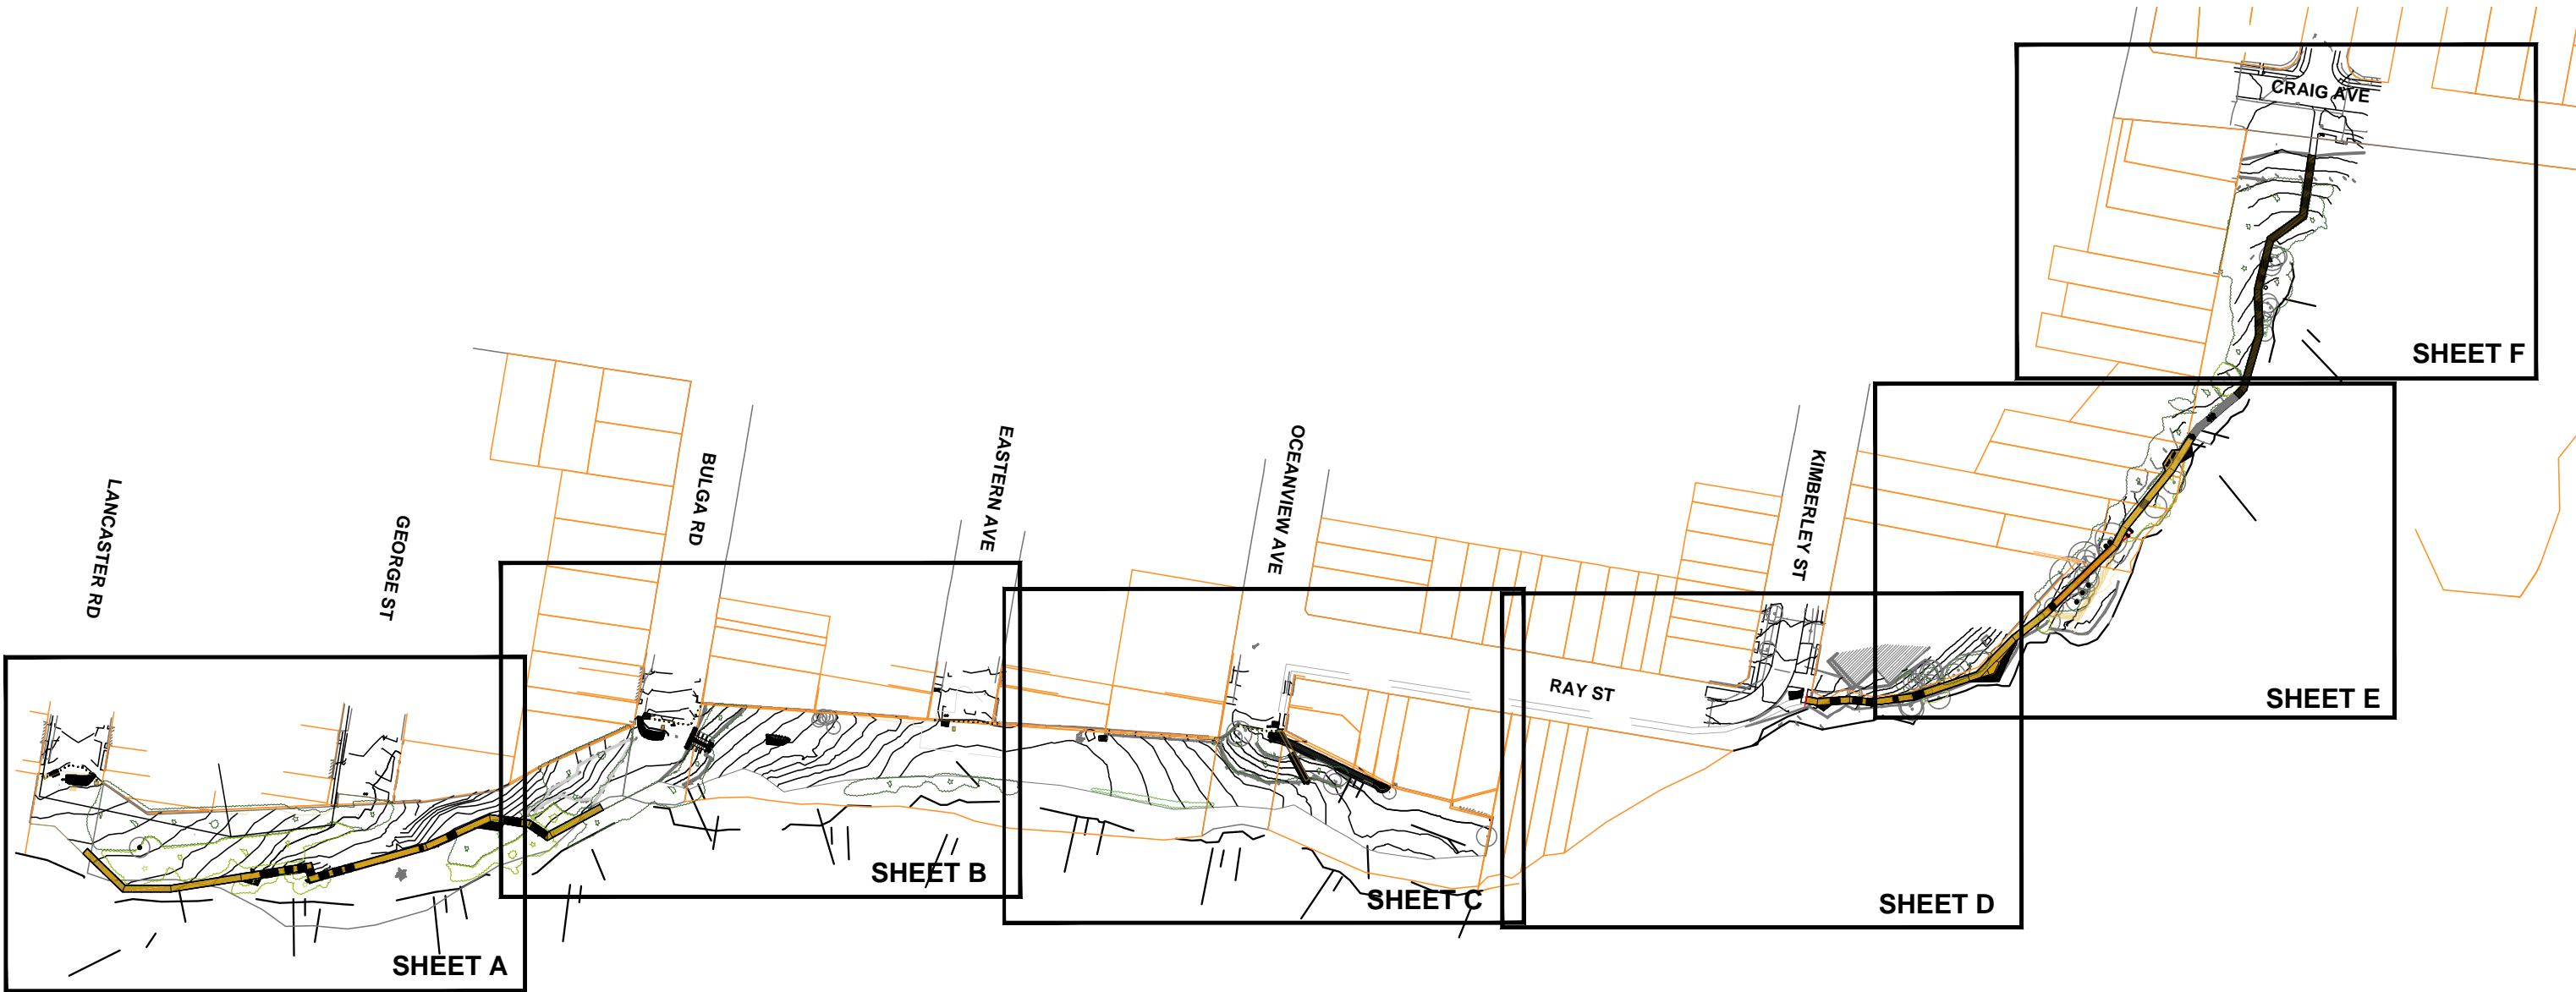 LANCASTER RD
GEORGE ST
BULGA RD
EASTERN AVE
OCEANVIEW AVE
RAY ST
KIMBERLEY ST
CRAIG AVE
SHEET A
SHEET B
SHEET C
SHEET D
SHEET E
SHEET F